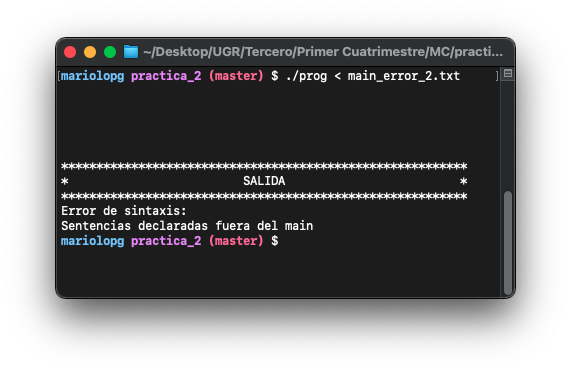 ~/Desktop/UGR/Tercero/Primer Cuatrimestre/MC/practi...
[mariolopg practica_2 (master) $ ./prog < main_error_2.txt ]
**********************************************************
* SALIDA *
**********************************************************
Error de sintaxis:
Sentencias declaradas fuera del main
mariolopg practica_2 (master) $